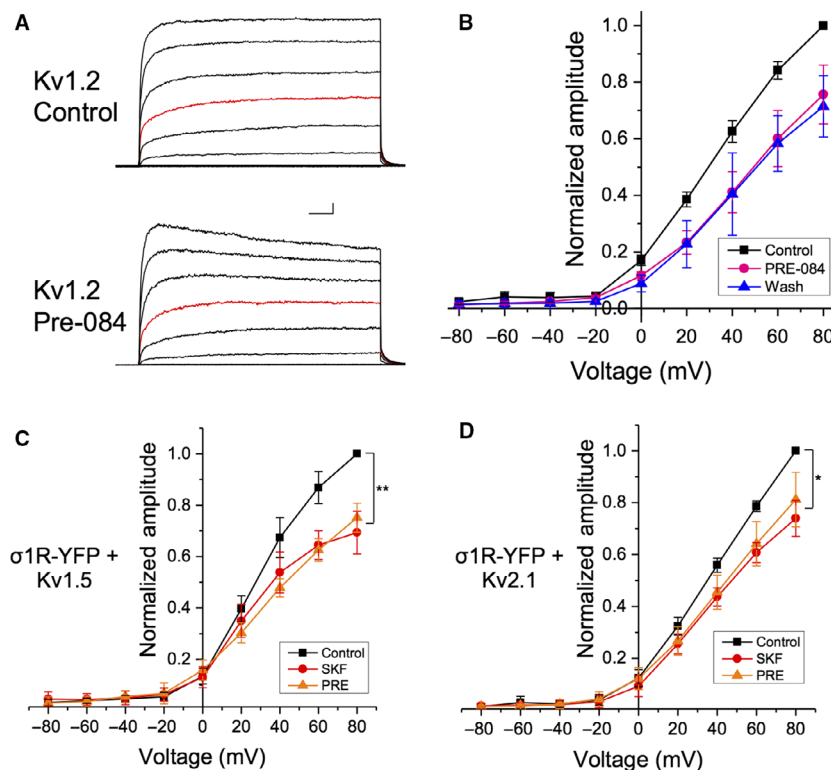 A
Kv1.2
Control
Kv1.2
Pre-084
B
Normalized amplitude
1.0
0.8
0.6
0.4
0.2
0.0
Control
PRE-084
Wash
−80 −60 −40 −20 0 20 40 60 80
Voltage (mV)
C
σ1R-YFP +
Kv1.5
Normalized amplitude
1.0
0.8
0.6
0.4
0.2
**
Control
SKF
PRE
−80 −60 −40 −20 0 20 40 60 80
Voltage (mV)
D
σ1R-YFP +
Kv2.1
Normalized amplitude
1.0
0.8
0.6
0.4
0.2
*
Control
SKF
PRE
−80 −60 −40 −20 0 20 40 60 80
Voltage (mV)